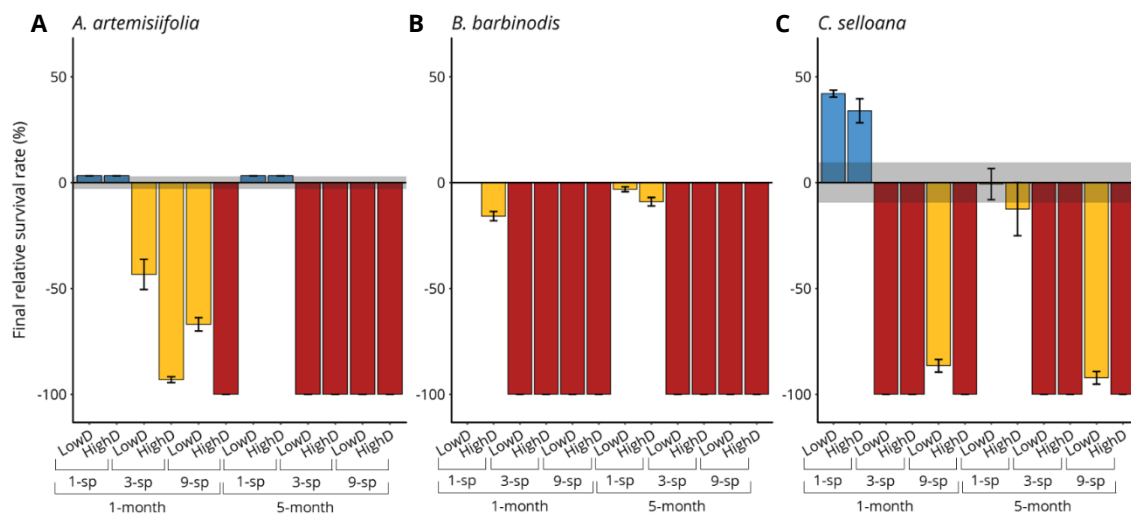 A A. artemisiifolia
B B. barbinodis
C C. selloana
Final relative survival rate (%)
50
0
-50
-100
LowD HighD LowD HighD LowD HighD LowD HighD LowD HighD LowD HighD
1-sp 3-sp 9-sp 1-sp 3-sp 9-sp
1-month 5-month
50
0
-50
-100
LowD HighD LowD HighD LowD HighD LowD HighD LowD HighD LowD HighD
1-sp 3-sp 9-sp 1-sp 3-sp 9-sp
1-month 5-month
50
0
-50
-100
LowD HighD LowD HighD LowD HighD LowD HighD LowD HighD LowD HighD
1-sp 3-sp 9-sp 1-sp 3-sp 9-sp
1-month 5-month